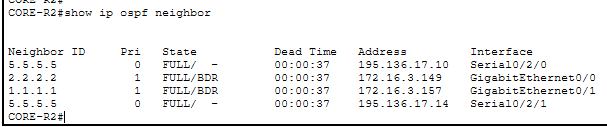 CORE-R2#show ip ospf neighbor
Neighbor ID Pri State Dead Time Address Interface
5.5.5.5 0 FULL/ - 00:00:37 195.136.17.10 Serial0/2/0
2.2.2.2 1 FULL/BDR 00:00:37 172.16.3.149 GigabitEthernet0/0
1.1.1.1 1 FULL/BDR 00:00:37 172.16.3.157 GigabitEthernet0/1
5.5.5.5 0 FULL/ - 00:00:37 195.136.17.14 Serial0/2/1
CORE-R2#